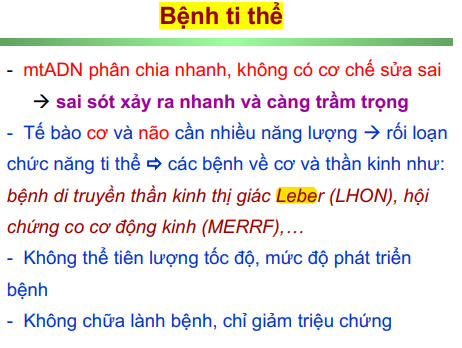 Bệnh ti thể
- mtADN phân chia nhanh, không có cơ chế sửa sai
→ sai sót xảy ra nhanh và càng trầm trọng
- Tế bào cơ và não cần nhiều năng lượng → rối loạn
chức năng ti thể ⇨ các bệnh về cơ và thần kinh như:
bệnh di truyền thần kinh thị giác Leber (LHON), hội
chứng co cơ động kinh (MERRF),…
- Không thể tiên lượng tốc độ, mức độ phát triển
bệnh
- Không chữa lành bệnh, chỉ giảm triệu chứng